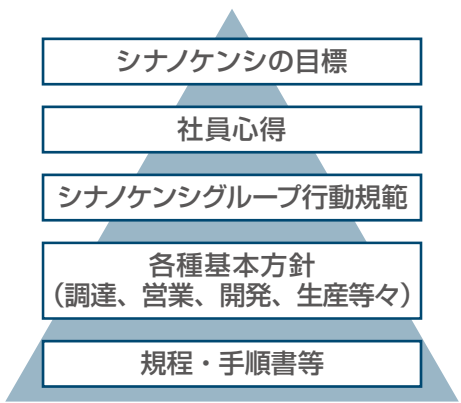 シナノケンシの目標
社員心得
シナノケンシグループ行動規範
各種基本方針
（調達、営業、開発、生産等々）
規程・手順書等